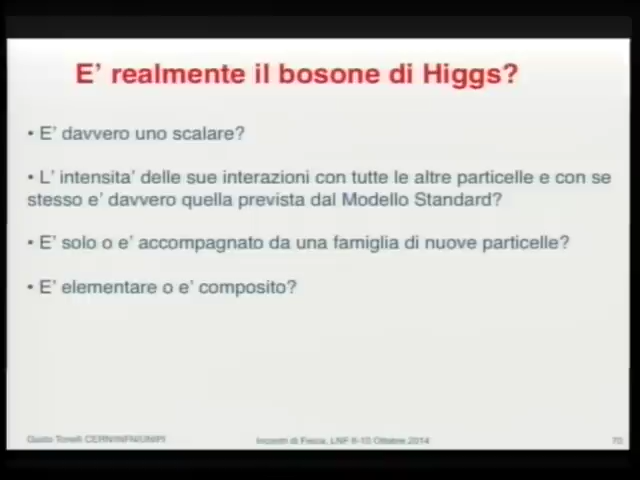 E' realmente il bosone di Higgs?
• E' davvero uno scalare?
• L' intensita' delle sue interazioni con tutte le altre particelle e con se
stesso e' davvero quella prevista dal Modello Standard?
• E' solo o e' accompagnato da una famiglia di nuove particelle?
• E' elementare o e' composito?
Guido Tonelli CERN/INFN/UNIPI
Incontri di Fisica, LNF 8-10 Ottobre 2014
70